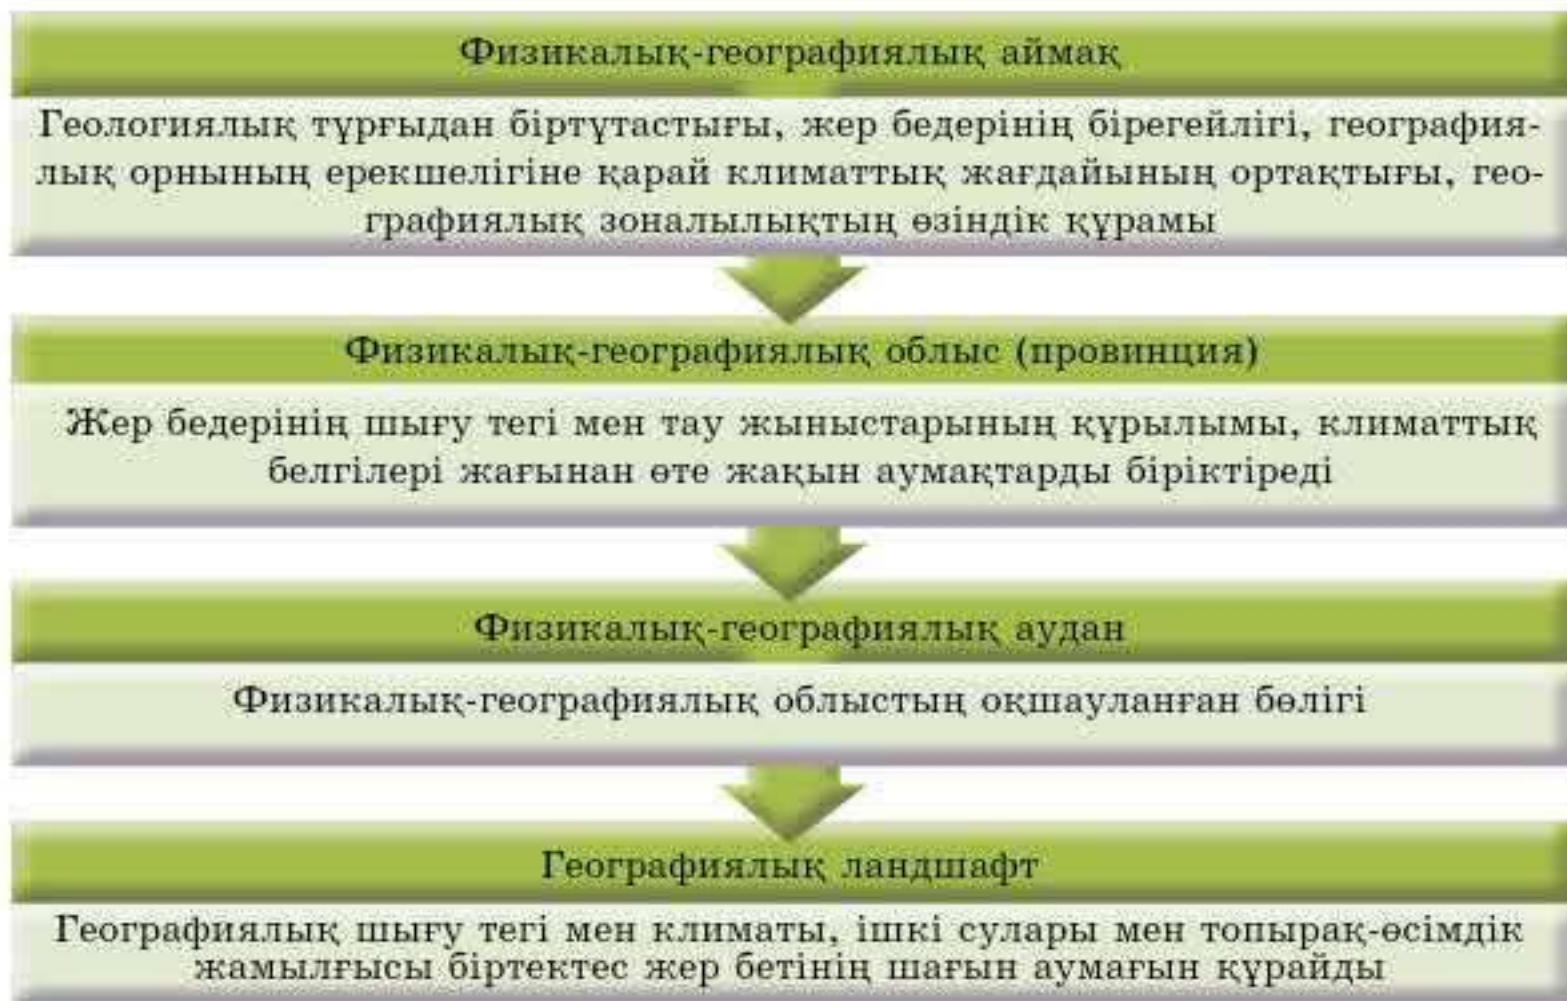 Физикалық-географиялық аймақ
Геологиялық тұрғыдан біртұтастығы, жер бедерінің бірегейлігі, география-
лық орнының ерекшелігіне қарай климаттық жағдайының ортақтығы, гео-
графиялық зоналылықтың өзіндік құрамы
Физикалық-географиялық облыс (провинция)
Жер бедерінің шығу тегі мен тау жыныстарының құрылымы, климаттық
белгілері жағынан өте жақын аумақтарды біріктіреді
Физикалық-географиялық аудан
Физикалық-географиялық облыстың оқшауланған бөлігі
Географиялық ландшафт
Географиялық шығу тегі мен климаты, ішкі сулары мен топырақ-өсімдік
жамылғысы біртектес жер бетінің шағын аумағын құрайды